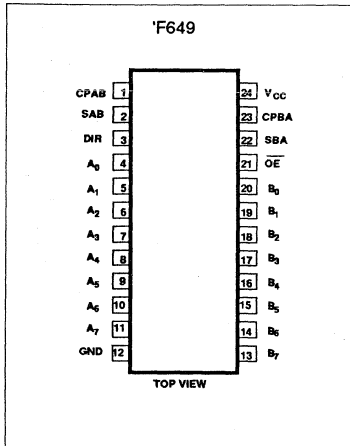 'F649
CPAB 1 24 VCC
SAB 2 23 CPBA
DIR 3 22 SBA
A0 4 21 OE
A1 5 20 B0
A2 6 19 B1
A3 7 18 B2
A4 8 17 B3
A5 9 16 B4
A6 10 15 B5
A7 11 14 B6
GND 12 13 B7
TOP VIEW